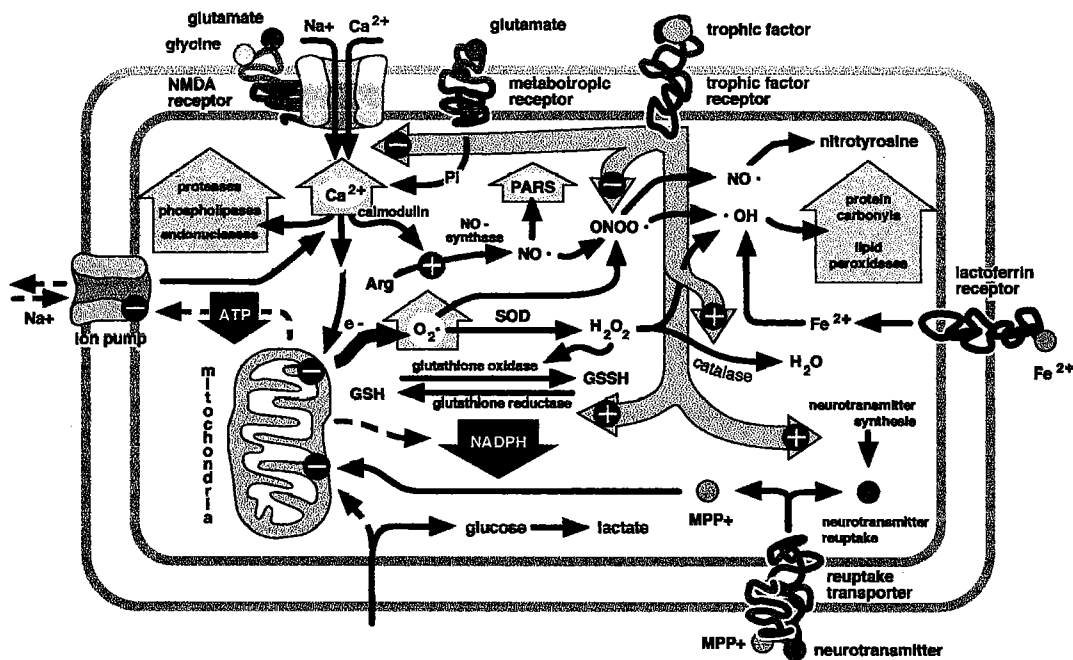 glutamate
glycine
Na+
Ca2+
glutamate
trophic factor
NMDA
receptor
metabotropic
receptor
trophic factor
receptor
nitrotyrosine
proteases
phospholipases
endonucleases
Ca2+
PI
PARS
NO·
protein
carbonyls
lipid
peroxidases
calmodulin
NO-
synthase
ONOO·
·OH
lactoferrin
receptor
Arg
+
NO·
Na+
ion pump
ATP
e-
O2-
SOD
H2O2
Fe2+
Fe 2+
H2O
catalase
glutathione oxidase
GSH
GSSH
glutathione reductase
mitochondria
NADPH
neurotransmitter
synthesis
MPP+
neurotransmitter
reuptake
glucose
lactate
reuptake
transporter
MPP+
neurotransmitter